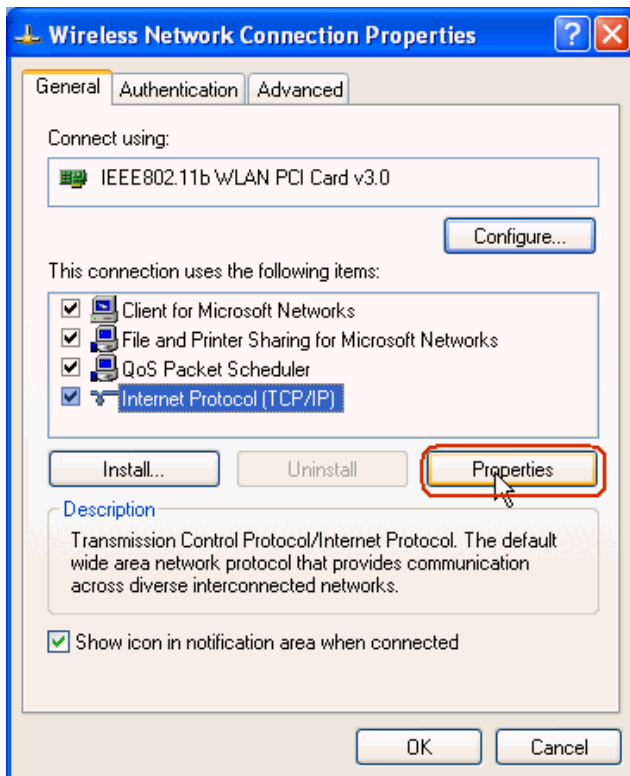 Wireless Network Connection Properties
General Authentication Advanced
Connect using:
IEEE802.11b WLAN PCI Card v3.0
Configure...
This connection uses the following items:
Client for Microsoft Networks
File and Printer Sharing for Microsoft Networks
QoS Packet Scheduler
Internet Protocol (TCP/IP)
Install... Uninstall Properties
Description
Transmission Control Protocol/Internet Protocol. The default
wide area network protocol that provides communication
across diverse interconnected networks.
Show icon in notification area when connected
OK Cancel